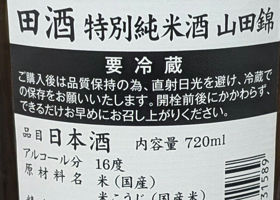 田酒 特別純米酒 山田錦
要冷蔵
ご購入後は品質保持の為、直射日光を避け、冷蔵で
の保存をお願いいたします。開栓前後にかかわらず、
できるだけお早めにお召し上がりください。
品目 日本酒 内容量 720ml
アルコール分 16度
原材料名 米(国産)
米こうじ(国産米)
31589